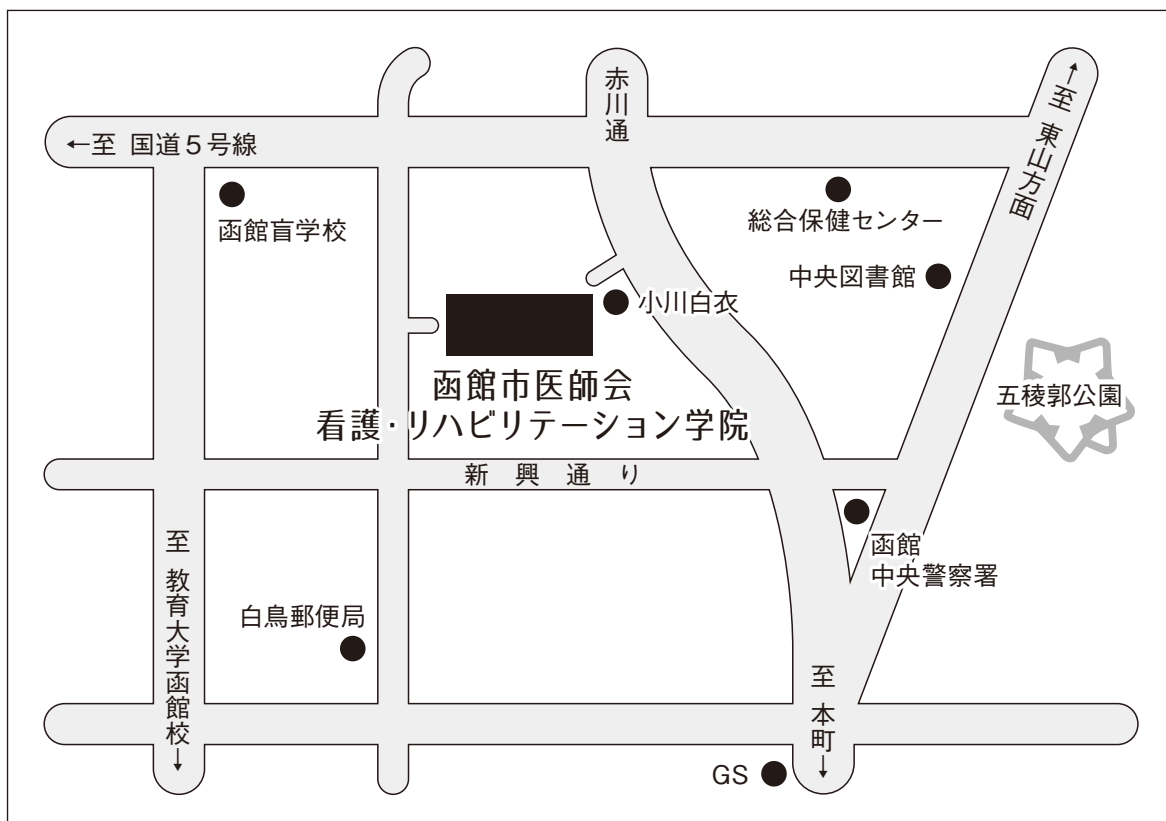 赤川通
←至 東山方面
←至 国道5号線
函館盲学校
総合保健センター
中央図書館
小川白衣
函館市医師会
看護・リハビリテーション学院
五稜郭公園
新興通り
函館
中央警察署
至 教育大学函館校→
白鳥郵便局
至 本町→
GS